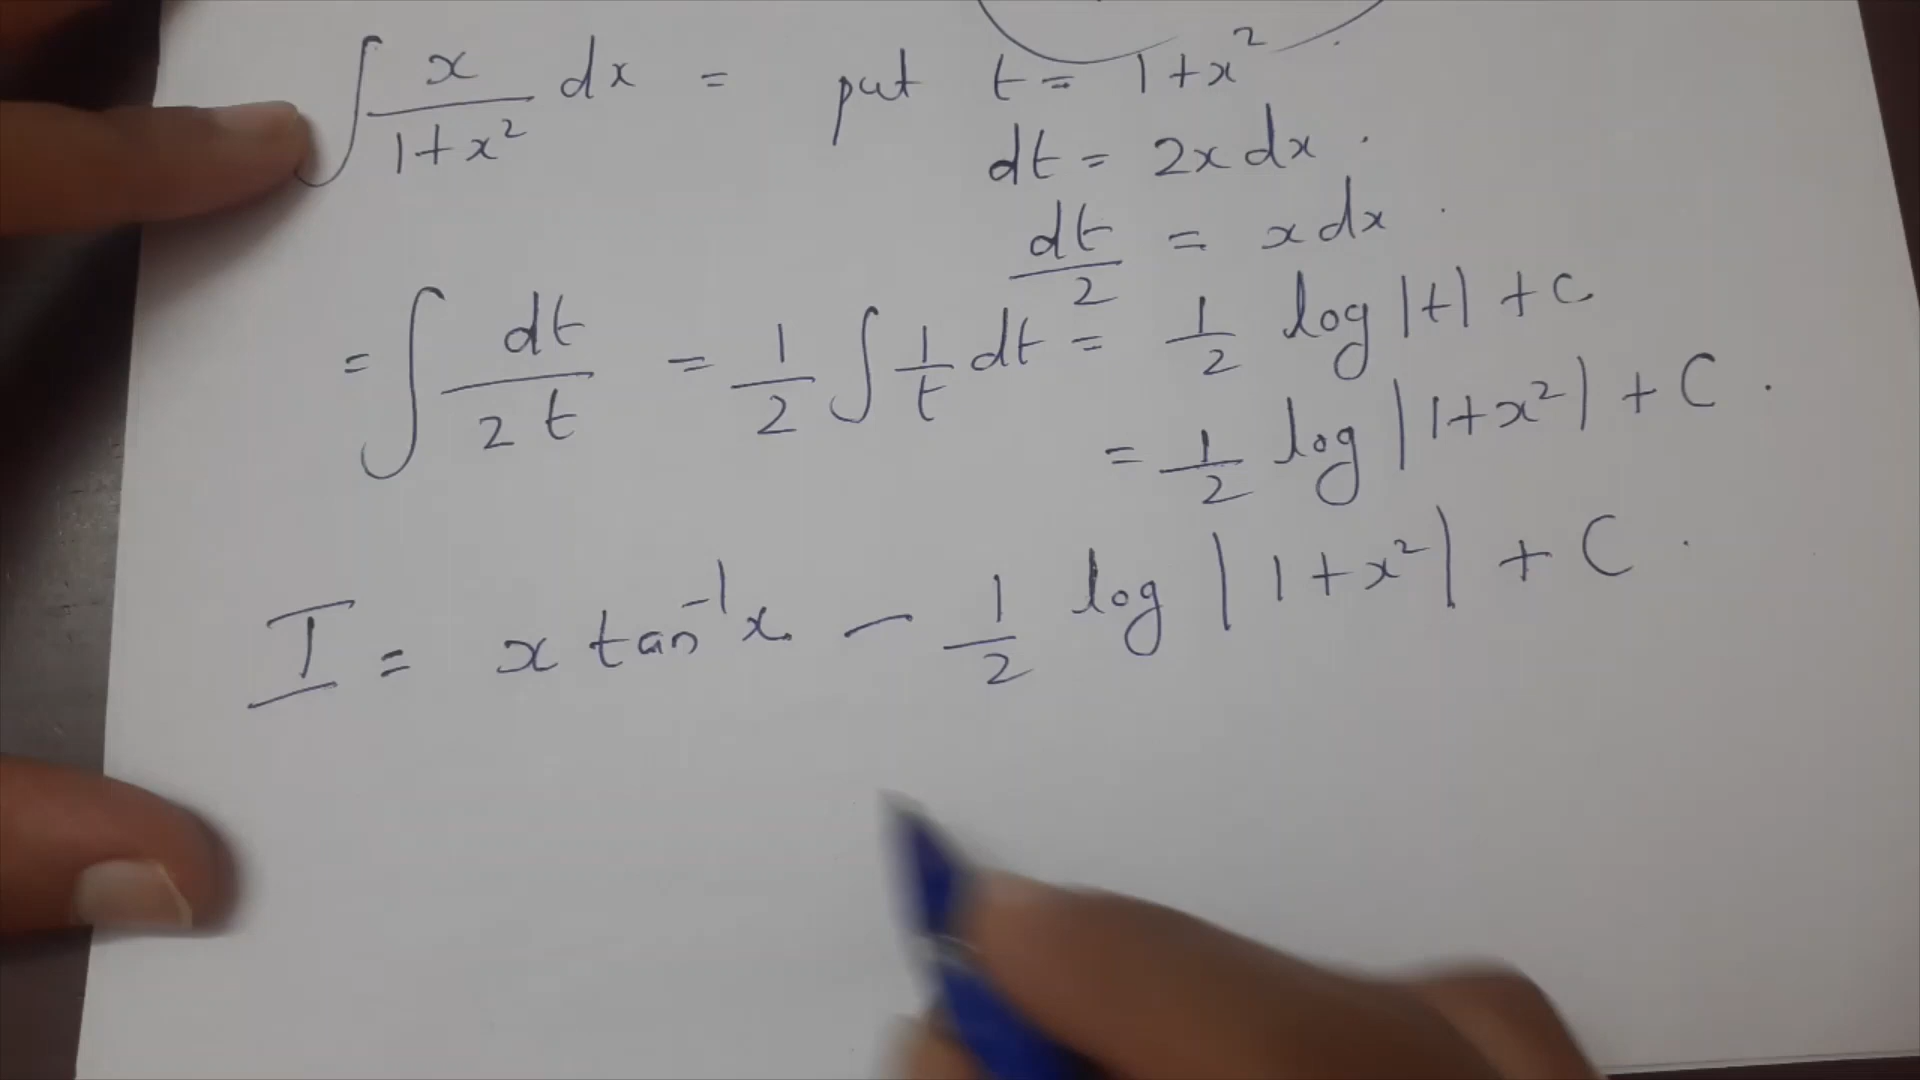 ∫ x/(1+x²) dx = put t = 1+x²
dt = 2x dx .
dt/2 = x dx .
= ∫ dt/(2t) = 1/2 ∫ 1/t dt = 1/2 log |t| + C
= 1/2 log |1+x²| + C .
I = x tan⁻¹x. − 1/2 log |1+x²| + C .